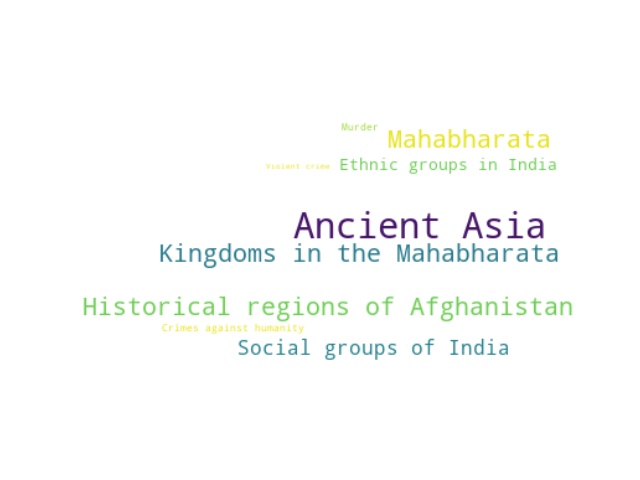 Murder
Mahabharata
Violent crime
Ethnic groups in India
Ancient Asia
Kingdoms in the Mahabharata
Historical regions of Afghanistan
Crimes against humanity
Social groups of India